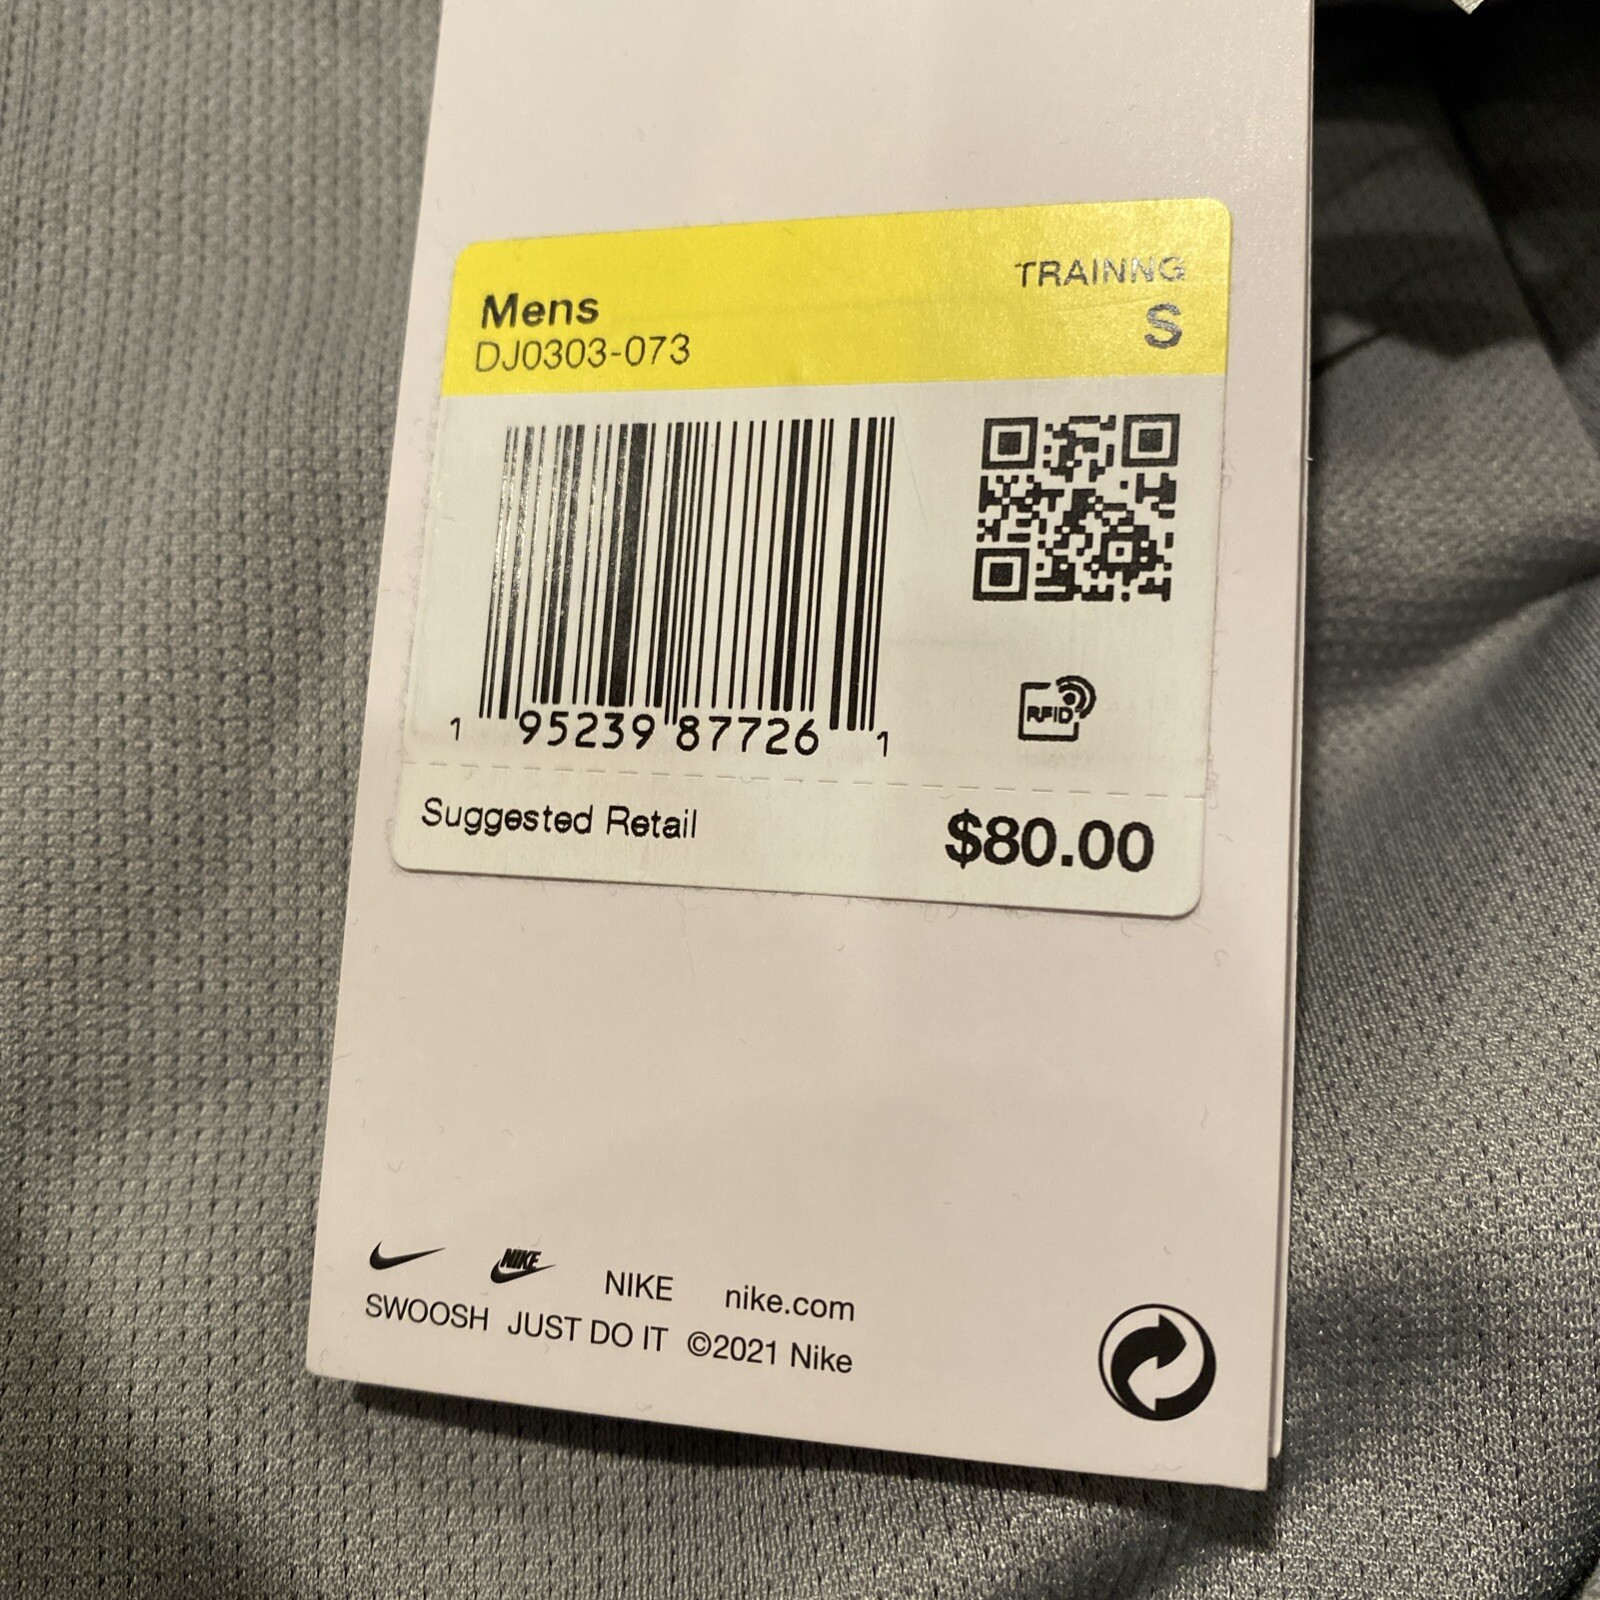 TRAINNG
Mens
S
DJ0303-073
1 95239 87726 1
RFID
Suggested Retail $80.00
NIKE NIKE nike.com
SWOOSH JUST DO IT ©2021 Nike